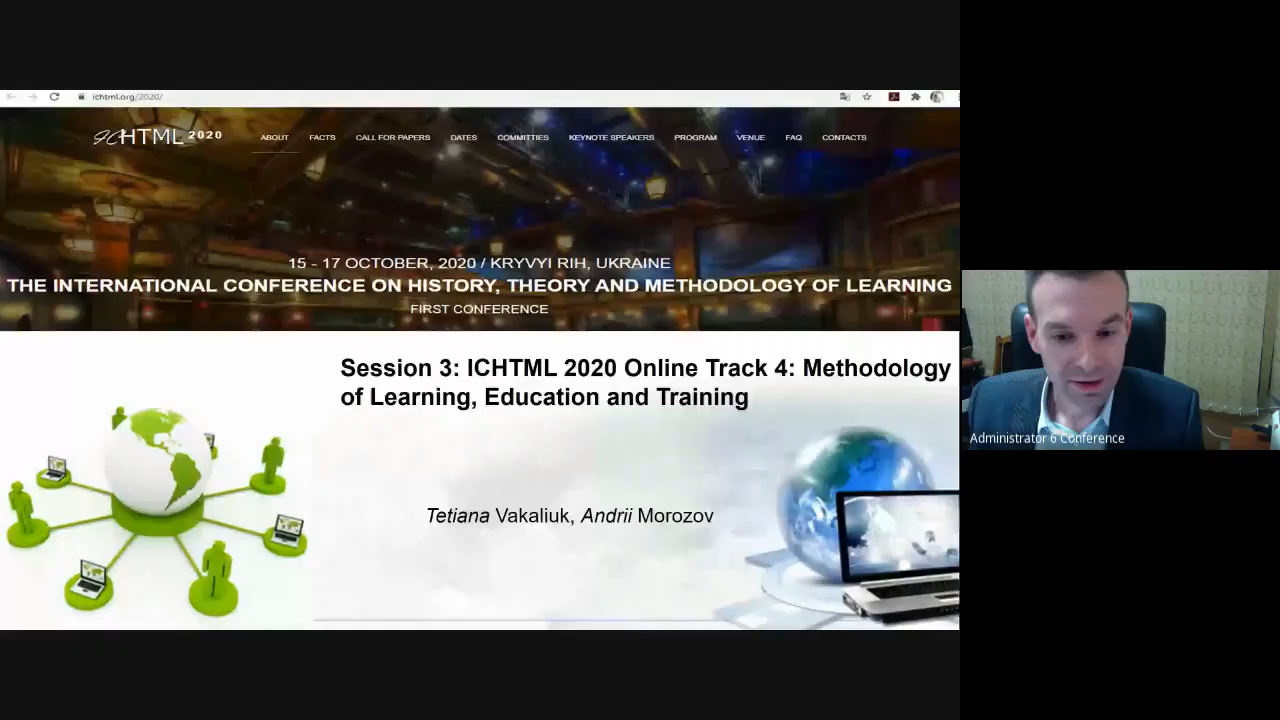 ichtml.org/2020/
ICHTML 2020
ABOUT FACTS CALL FOR PAPERS DATES COMMITTIES KEYNOTE SPEAKERS PROGRAM VENUE FAQ CONTACTS
15 - 17 OCTOBER, 2020 / KRYVYI RIH, UKRAINE
THE INTERNATIONAL CONFERENCE ON HISTORY, THEORY AND METHODOLOGY OF LEARNING
FIRST CONFERENCE
Session 3: ICHTML 2020 Online Track 4: Methodology
of Learning, Education and Training
Tetiana Vakaliuk, Andrii Morozov
Administrator 6 Conference